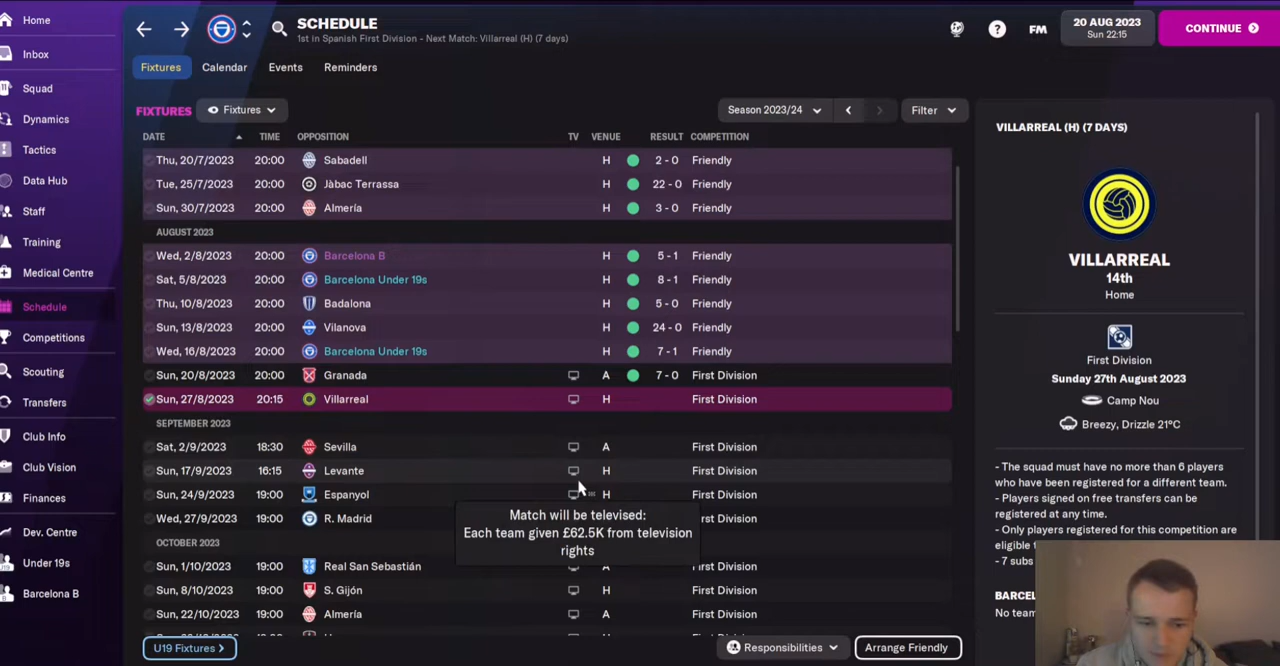 Home
Inbox
Squad
Dynamics
Tactics
Data Hub
Staff
Training
Medical Centre
Schedule
Competitions
Scouting
Transfers
Club Info
Club Vision
Finances
Dev. Centre
Under 19s
Barcelona B
SCHEDULE
1st in Spanish First Division - Next Match: Villarreal (H) (7 days)
?
FM
20 AUG 2023
Sun 22:15
CONTINUE
Fixtures
Calendar
Events
Reminders
FIXTURES
Fixtures
Season 2023/24
Filter
DATE TIME OPPOSITION TV VENUE RESULT COMPETITION
Thu, 20/7/2023 20:00 Sabadell H 2 - 0 Friendly
Tue, 25/7/2023 20:00 Jàbac Terrassa H 22 - 0 Friendly
Sun, 30/7/2023 20:00 Almería H 3 - 0 Friendly
AUGUST 2023
Wed, 2/8/2023 20:00 Barcelona B H 5 - 1 Friendly
Sat, 5/8/2023 20:00 Barcelona Under 19s H 8 - 1 Friendly
Thu, 10/8/2023 20:00 Badalona H 5 - 0 Friendly
Sun, 13/8/2023 20:00 Vilanova H 24 - 0 Friendly
Wed, 16/8/2023 20:00 Barcelona Under 19s H 7 - 1 Friendly
Sun, 20/8/2023 20:00 Granada A 7 - 0 First Division
Sun, 27/8/2023 20:15 Villarreal H First Division
SEPTEMBER 2023
Sat, 2/9/2023 18:30 Sevilla A First Division
Sun, 17/9/2023 16:15 Levante H First Division
Sun, 24/9/2023 19:00 Espanyol H First Division
Wed, 27/9/2023 19:00 R. Madrid First Division
Match will be televised:
Each team given £62.5K from television
rights
OCTOBER 2023
Sun, 1/10/2023 19:00 Real San Sebastián A First Division
Sun, 8/10/2023 19:00 S. Gijón H First Division
Sun, 22/10/2023 19:00 Almería A First Division
U19 Fixtures >
Responsibilities
Arrange Friendly
VILLARREAL (H) (7 DAYS)
VILLARREAL
14th
Home
First Division
Sunday 27th August 2023
Camp Nou
Breezy, Drizzle 21°C
- The squad must have no more than 6 players
who have been registered for a different team.
- Players signed on free transfers can be
registered at any time.
- Only players registered for this competition are
eligible
- 7 subs
No team